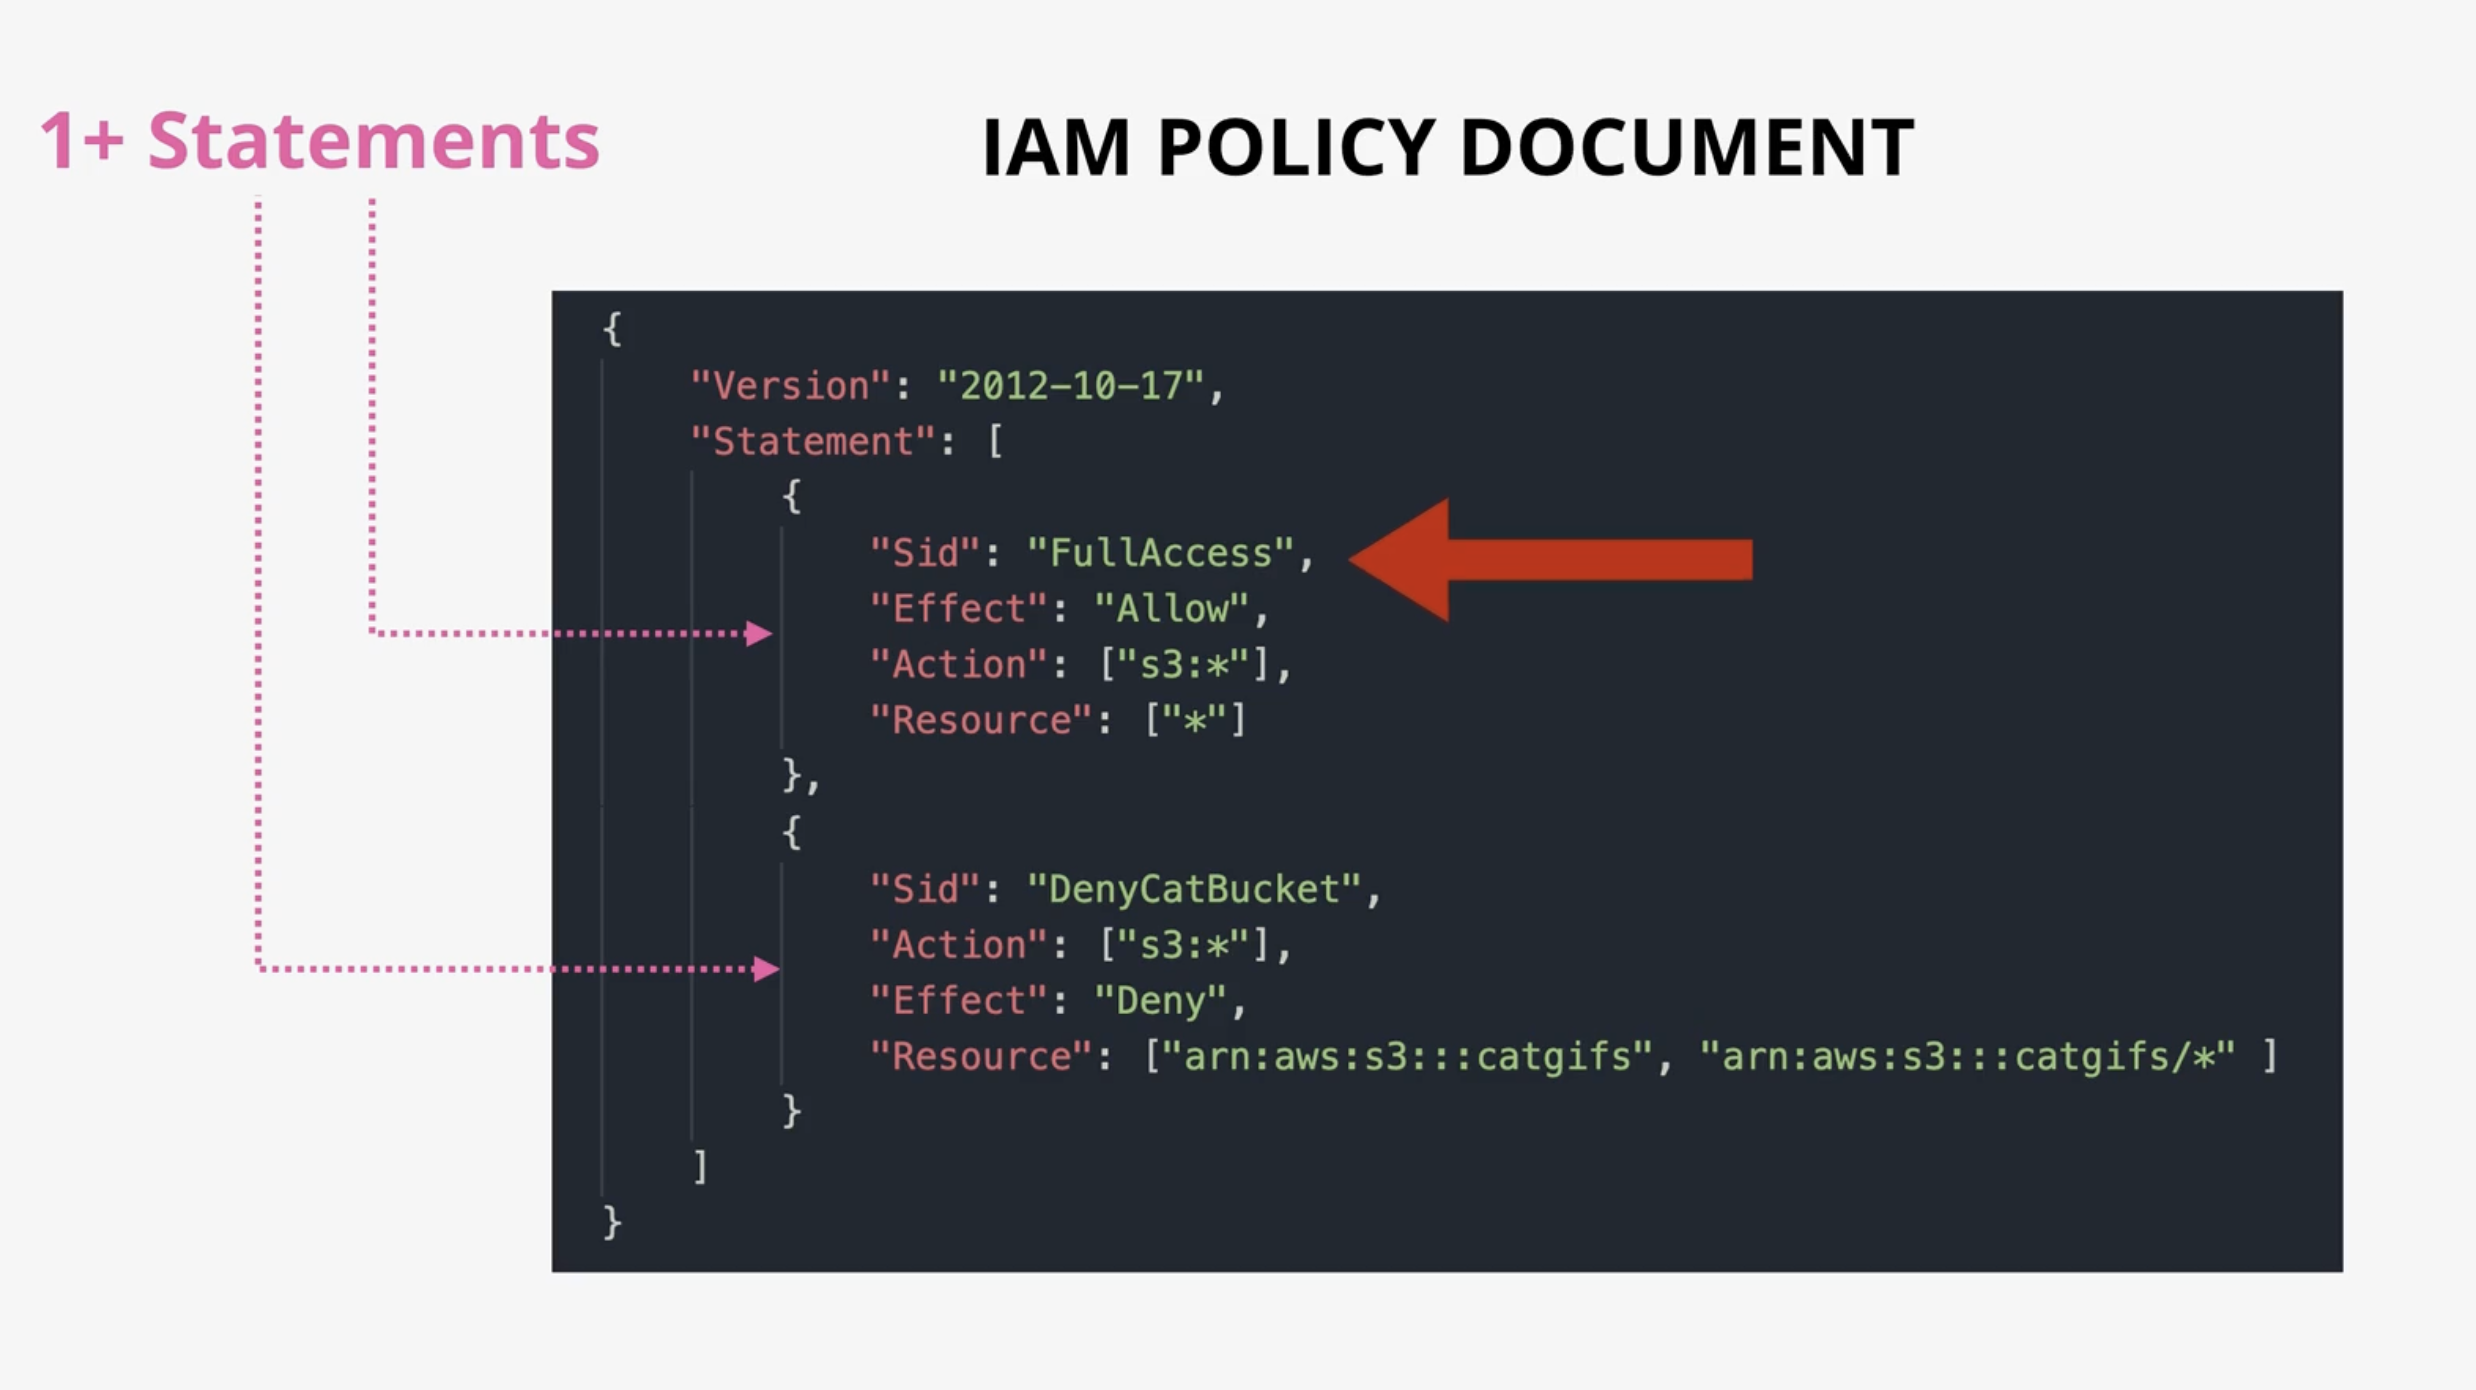 1+ Statements
IAM POLICY DOCUMENT
{
"Version": "2012-10-17",
"Statement": [
{
"Sid": "FullAccess",
"Effect": "Allow",
"Action": ["s3:*"],
"Resource": ["*"]
},
{
"Sid": "DenyCatBucket",
"Action": ["s3:*"],
"Effect": "Deny",
"Resource": ["arn:aws:s3:::catgifs", "arn:aws:s3:::catgifs/*" ]
}
]
}